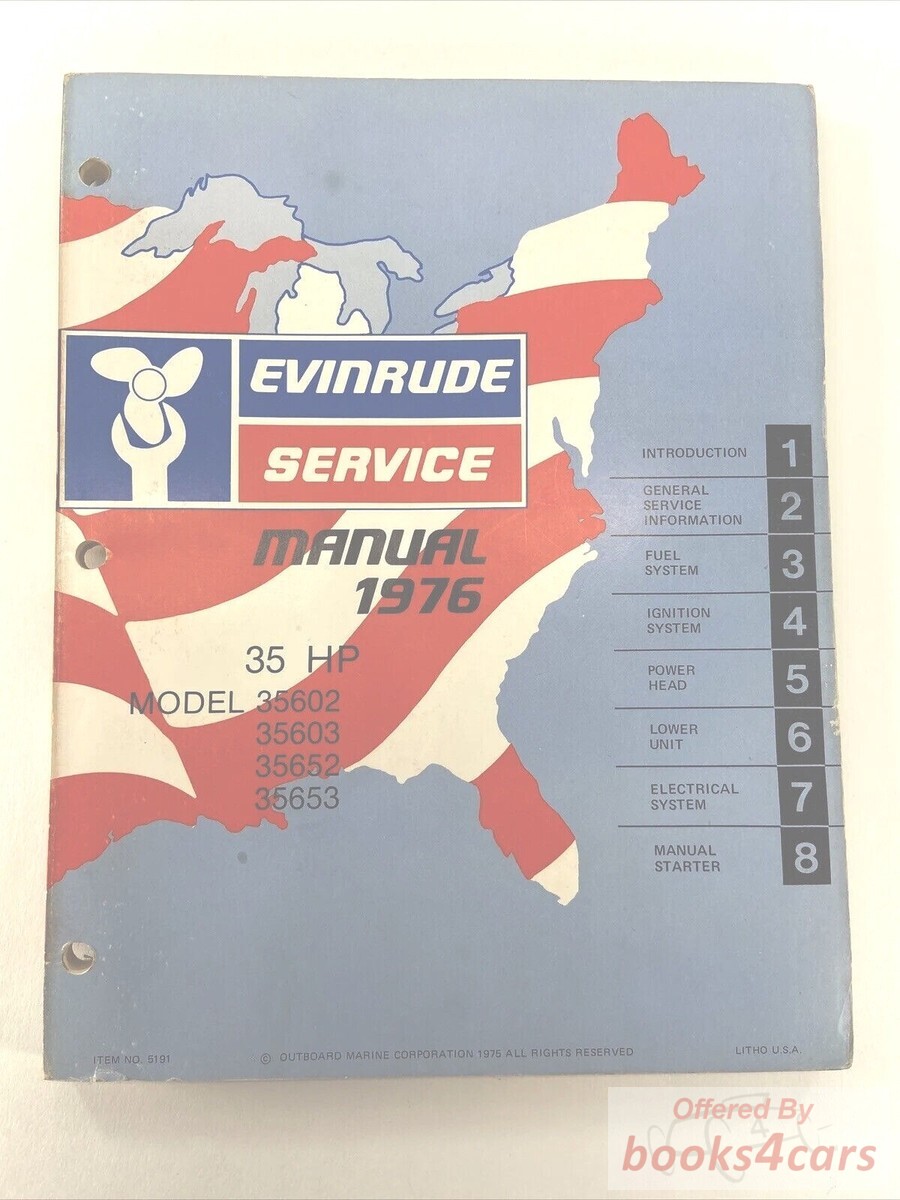 EVINRUDE
SERVICE
MANUAL
1976
35 HP
MODEL 35602
35603
35652
35653
INTRODUCTION 1
GENERAL
SERVICE
INFORMATION 2
FUEL
SYSTEM 3
IGNITION
SYSTEM 4
POWER
HEAD 5
LOWER
UNIT 6
ELECTRICAL
SYSTEM 7
MANUAL
STARTER 8
ITEM NO. 5191
© OUTBOARD MARINE CORPORATION 1975 ALL RIGHTS RESERVED
LITHO U.S.A.
Offered By
books4cars